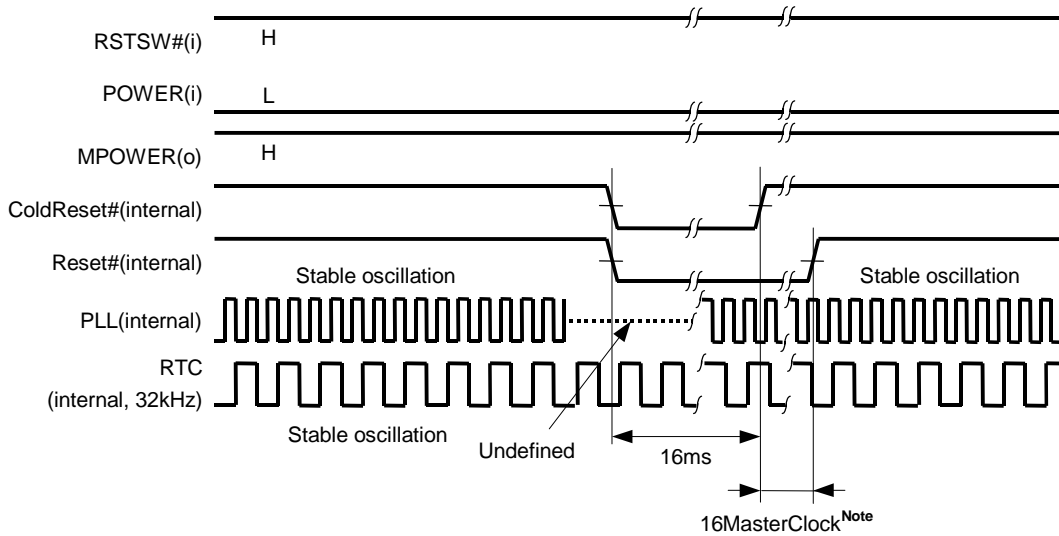 RSTSW#(i)
H
POWER(i)
L
MPOWER(o)
H
ColdReset#(internal)
Reset#(internal)
Stable oscillation
Stable oscillation
PLL(internal)
RTC
(internal, 32kHz)
Stable oscillation
Undefined
16ms
16MasterClockNote